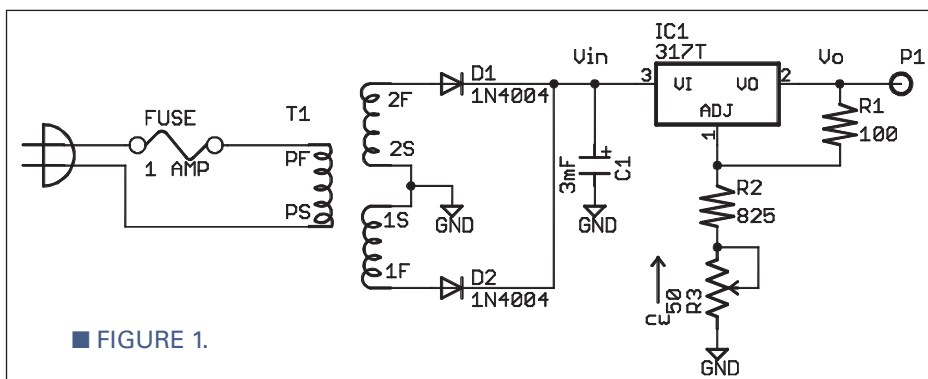 IC1
317T
Vin
Vo
P1
3
VI
VO
2
ADJ
1
D1
1N4004
2F
2S
FUSE
1 AMP
T1
PF
PS
R1
100
3mF
C1
+
GND
GND
R2
825
1S
1F
D2
1N4004
CW
50
R3
GND
■ FIGURE 1.